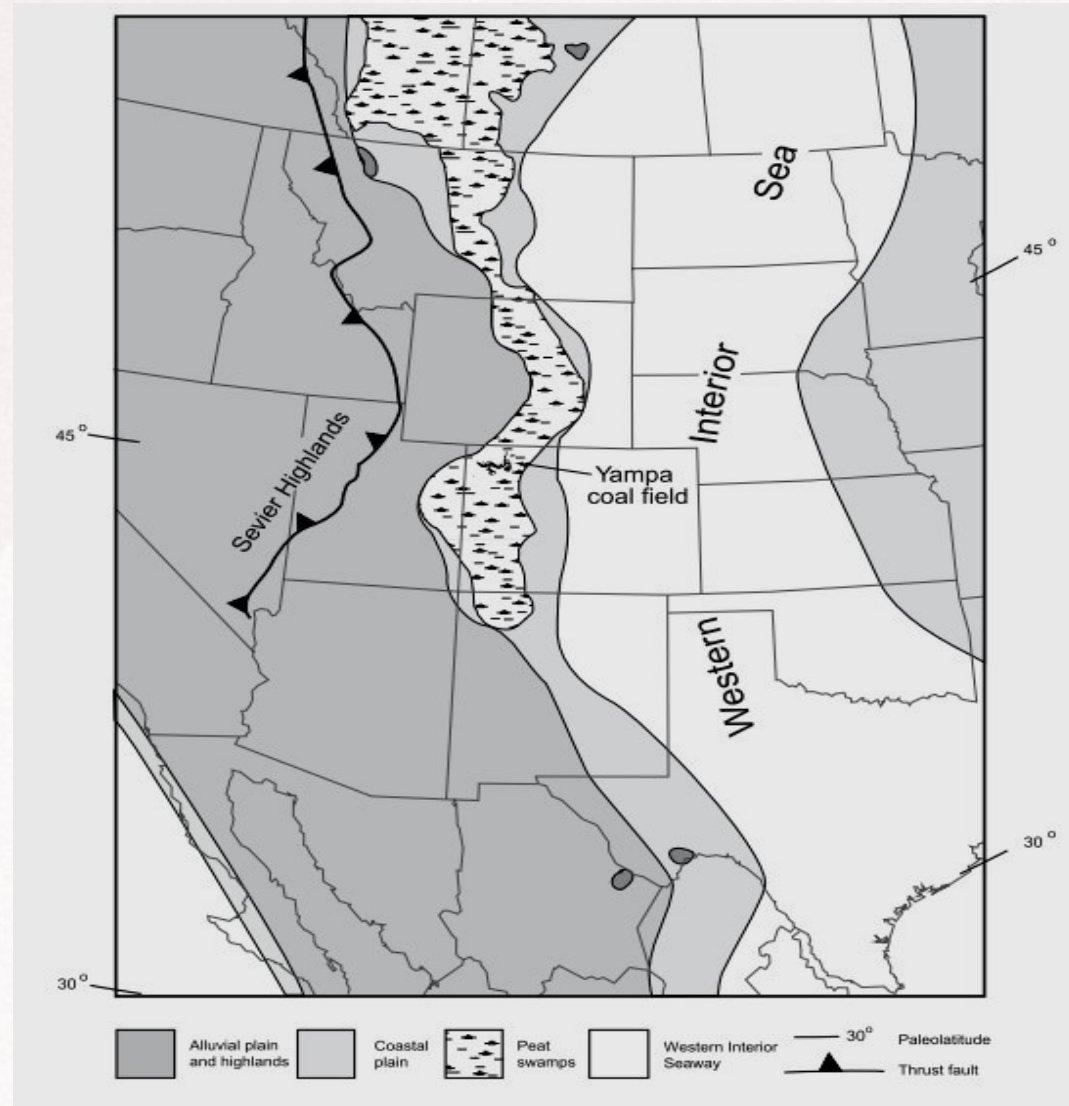 Sea
45°
Interior
45°
Sevier Highlands
Yampa
coal field
Western
30°
30°
Alluvial plain
and highlands
Coastal
plain
Peat
swamps
Western Interior
Seaway
30° Paleolatitude
Thrust fault